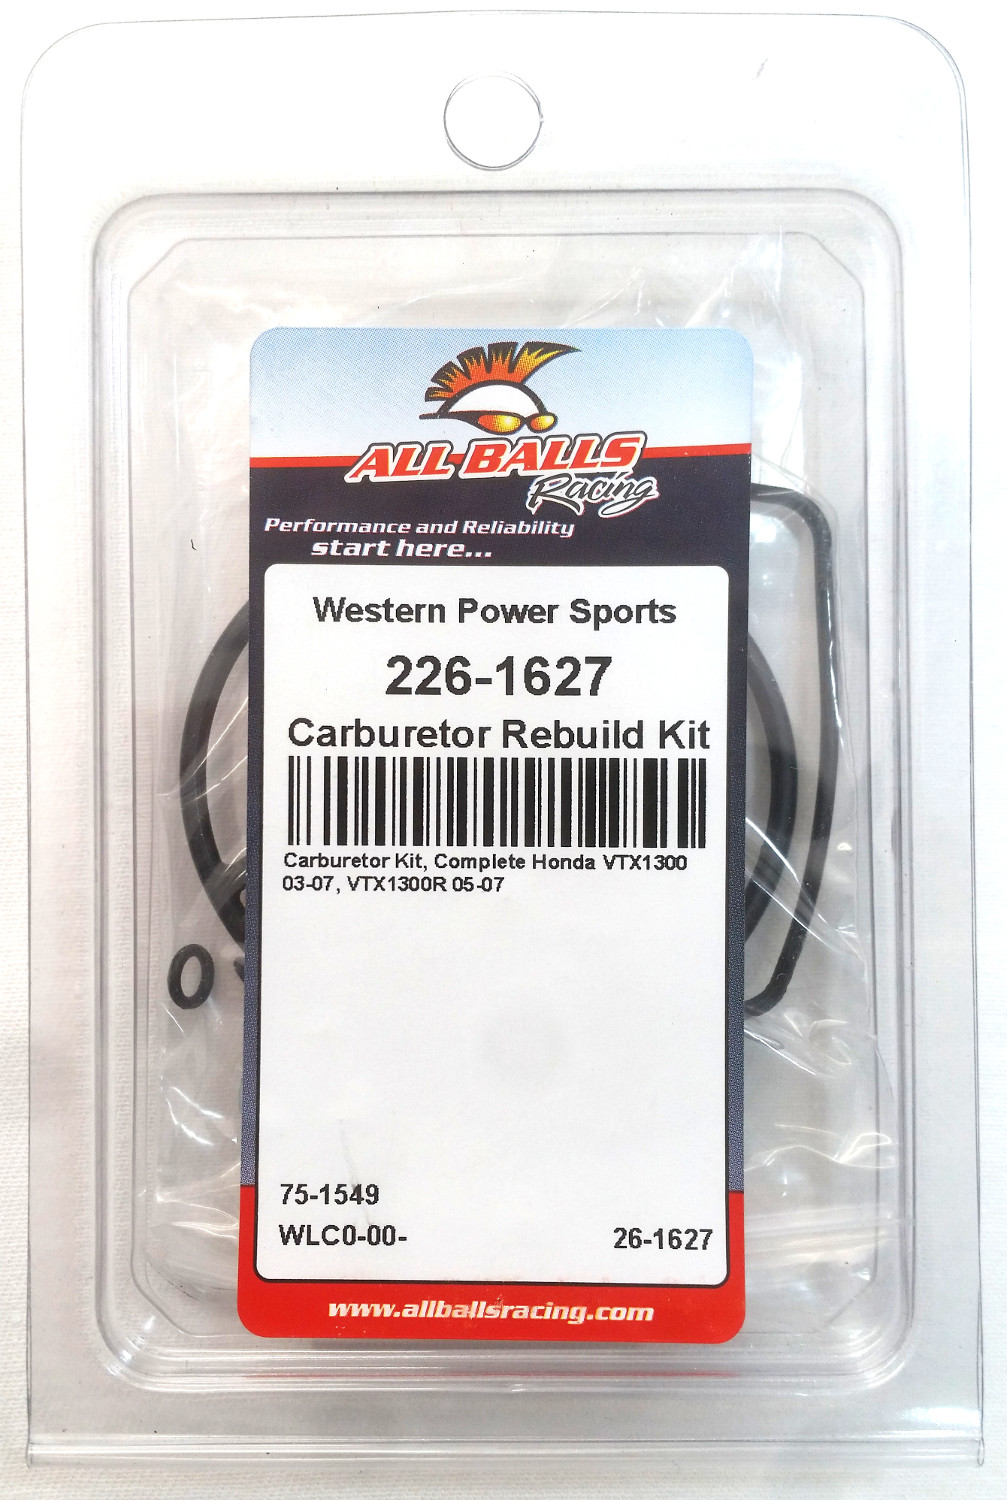 ALL BALLS
Racing
Performance and Reliability
start here...
Western Power Sports
226-1627
Carburetor Rebuild Kit
Carburetor Kit, Complete Honda VTX1300
03-07, VTX1300R 05-07
75-1549
WLC0-00-
26-1627
www.allballsracing.com